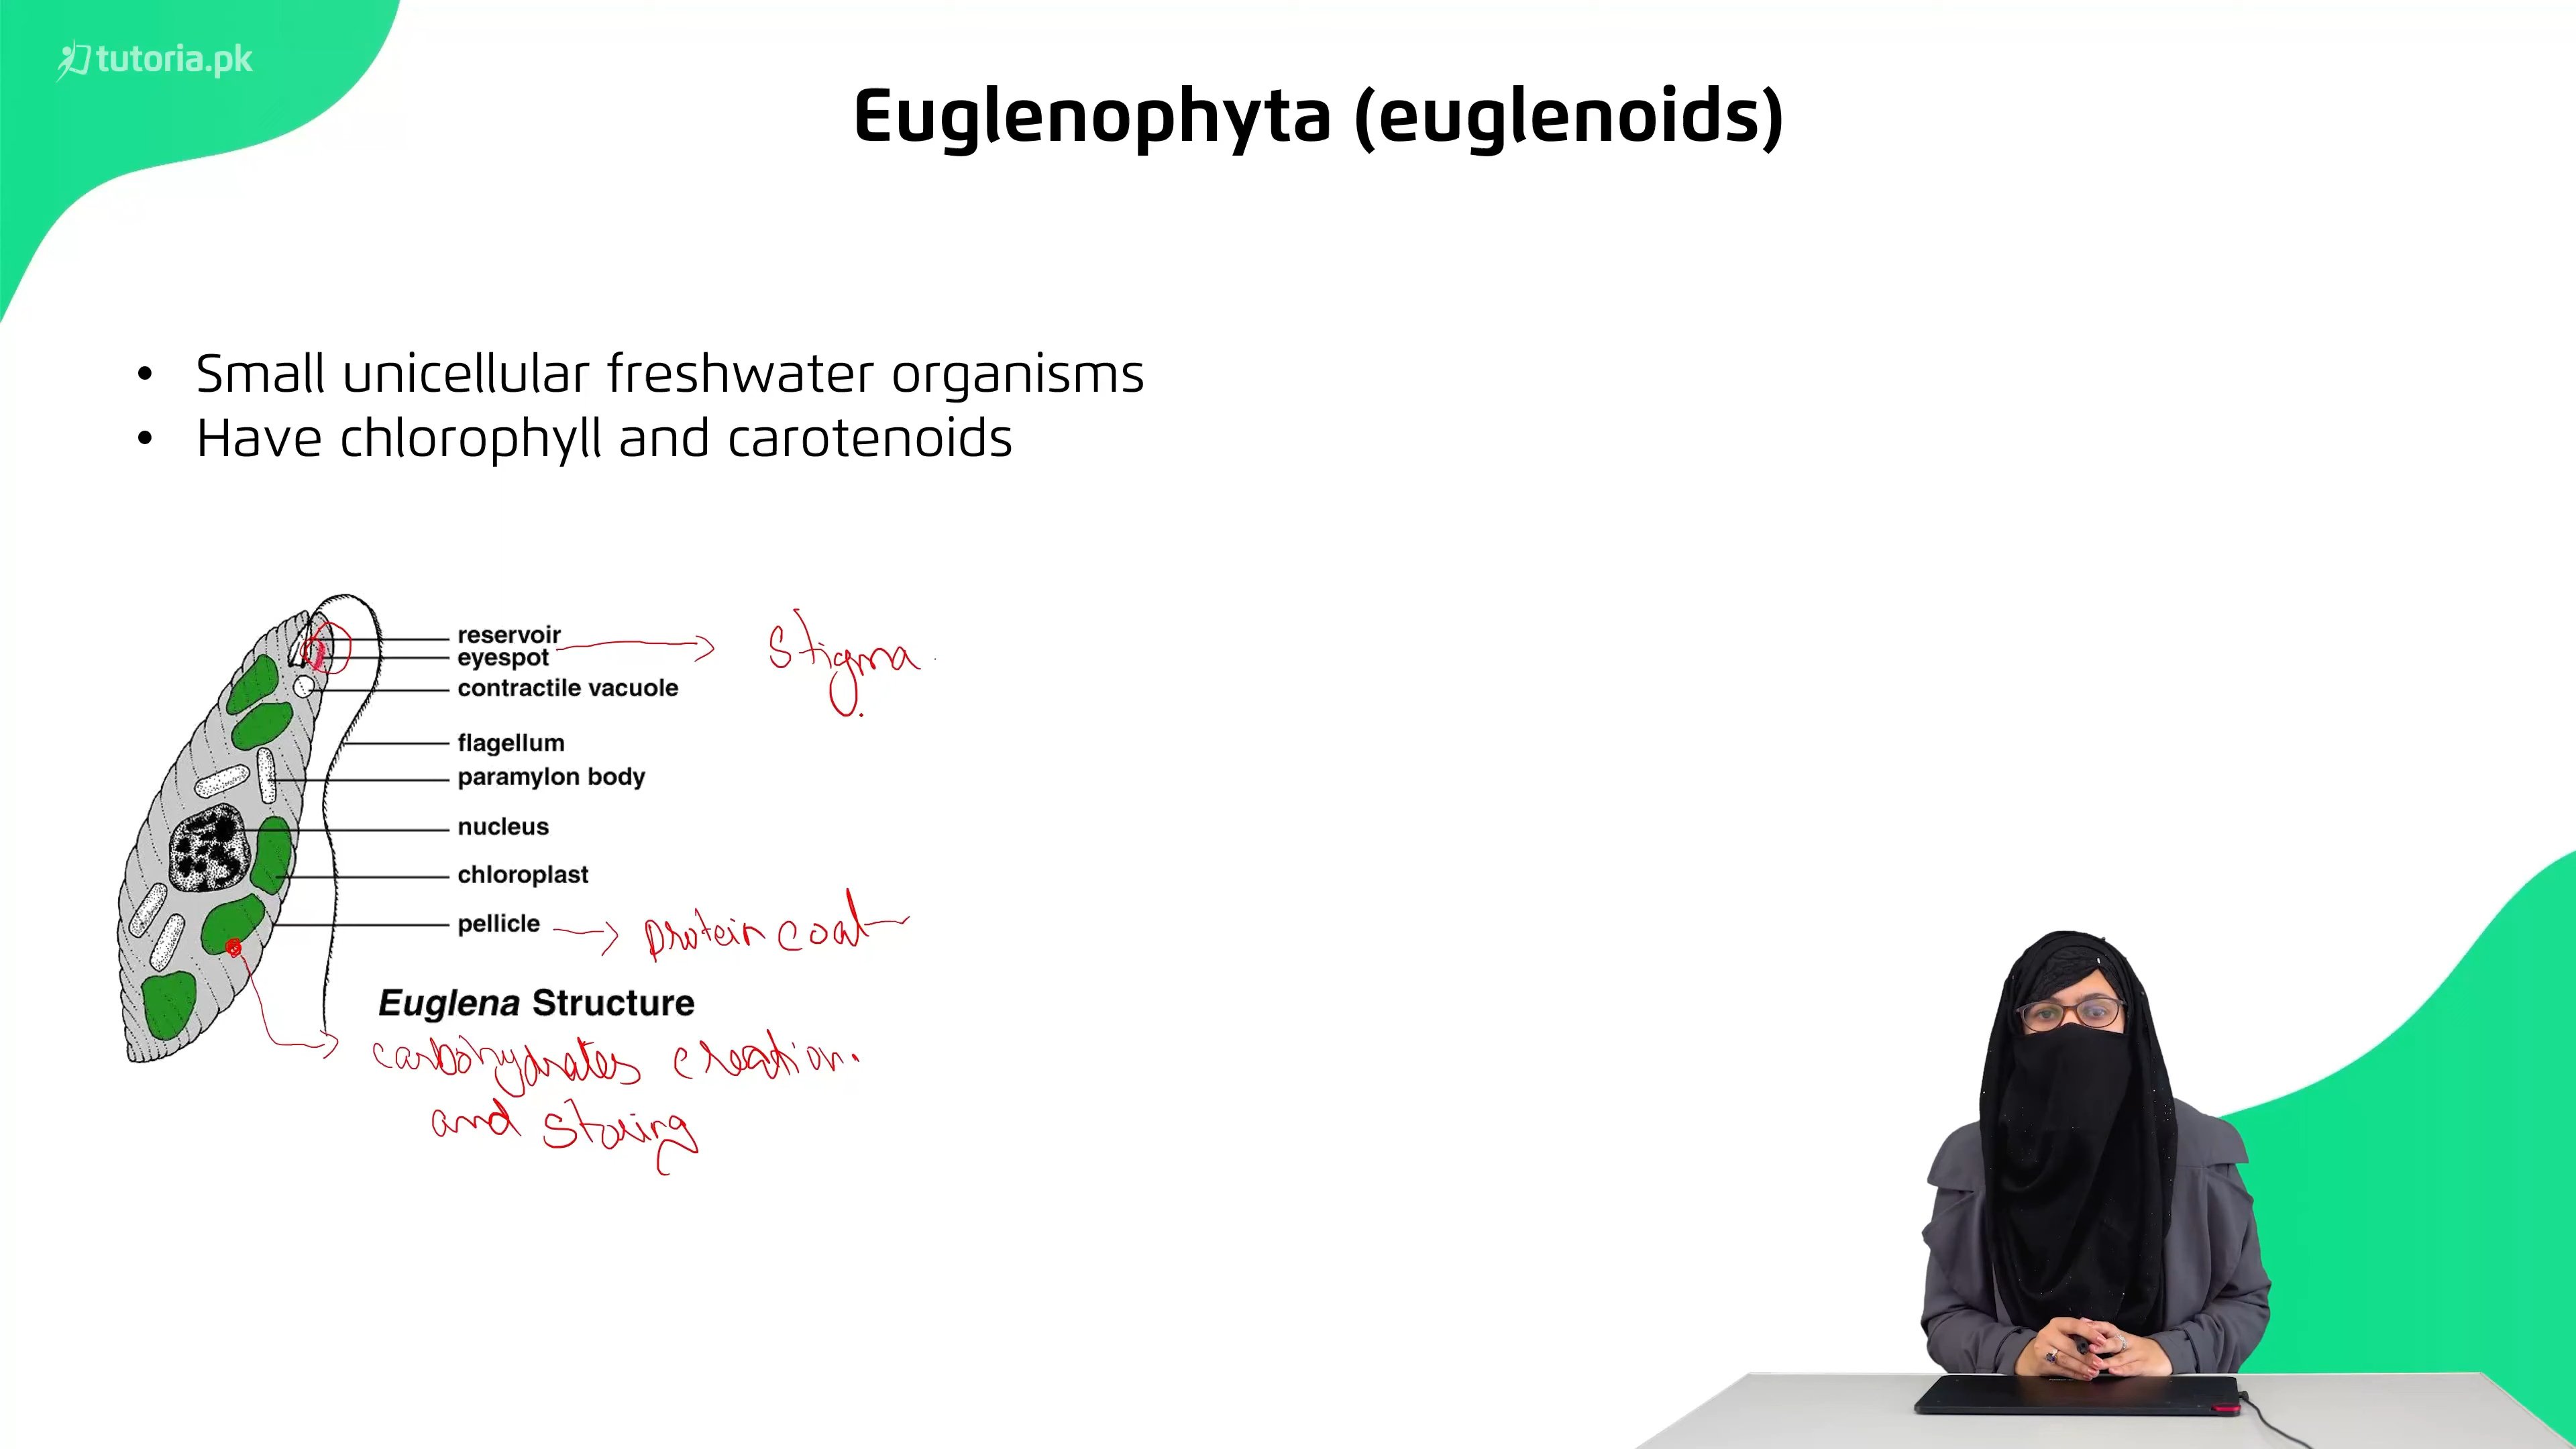 tutoria.pk
Euglenophyta (euglenoids)
• Small unicellular freshwater organisms
• Have chlorophyll and carotenoids
reservoir
eyespot → Stigma
contractile vacuole
flagellum
paramylon body
nucleus
chloroplast
pellicle → protein coat
Euglena Structure
carbohydrates creation.
and storing